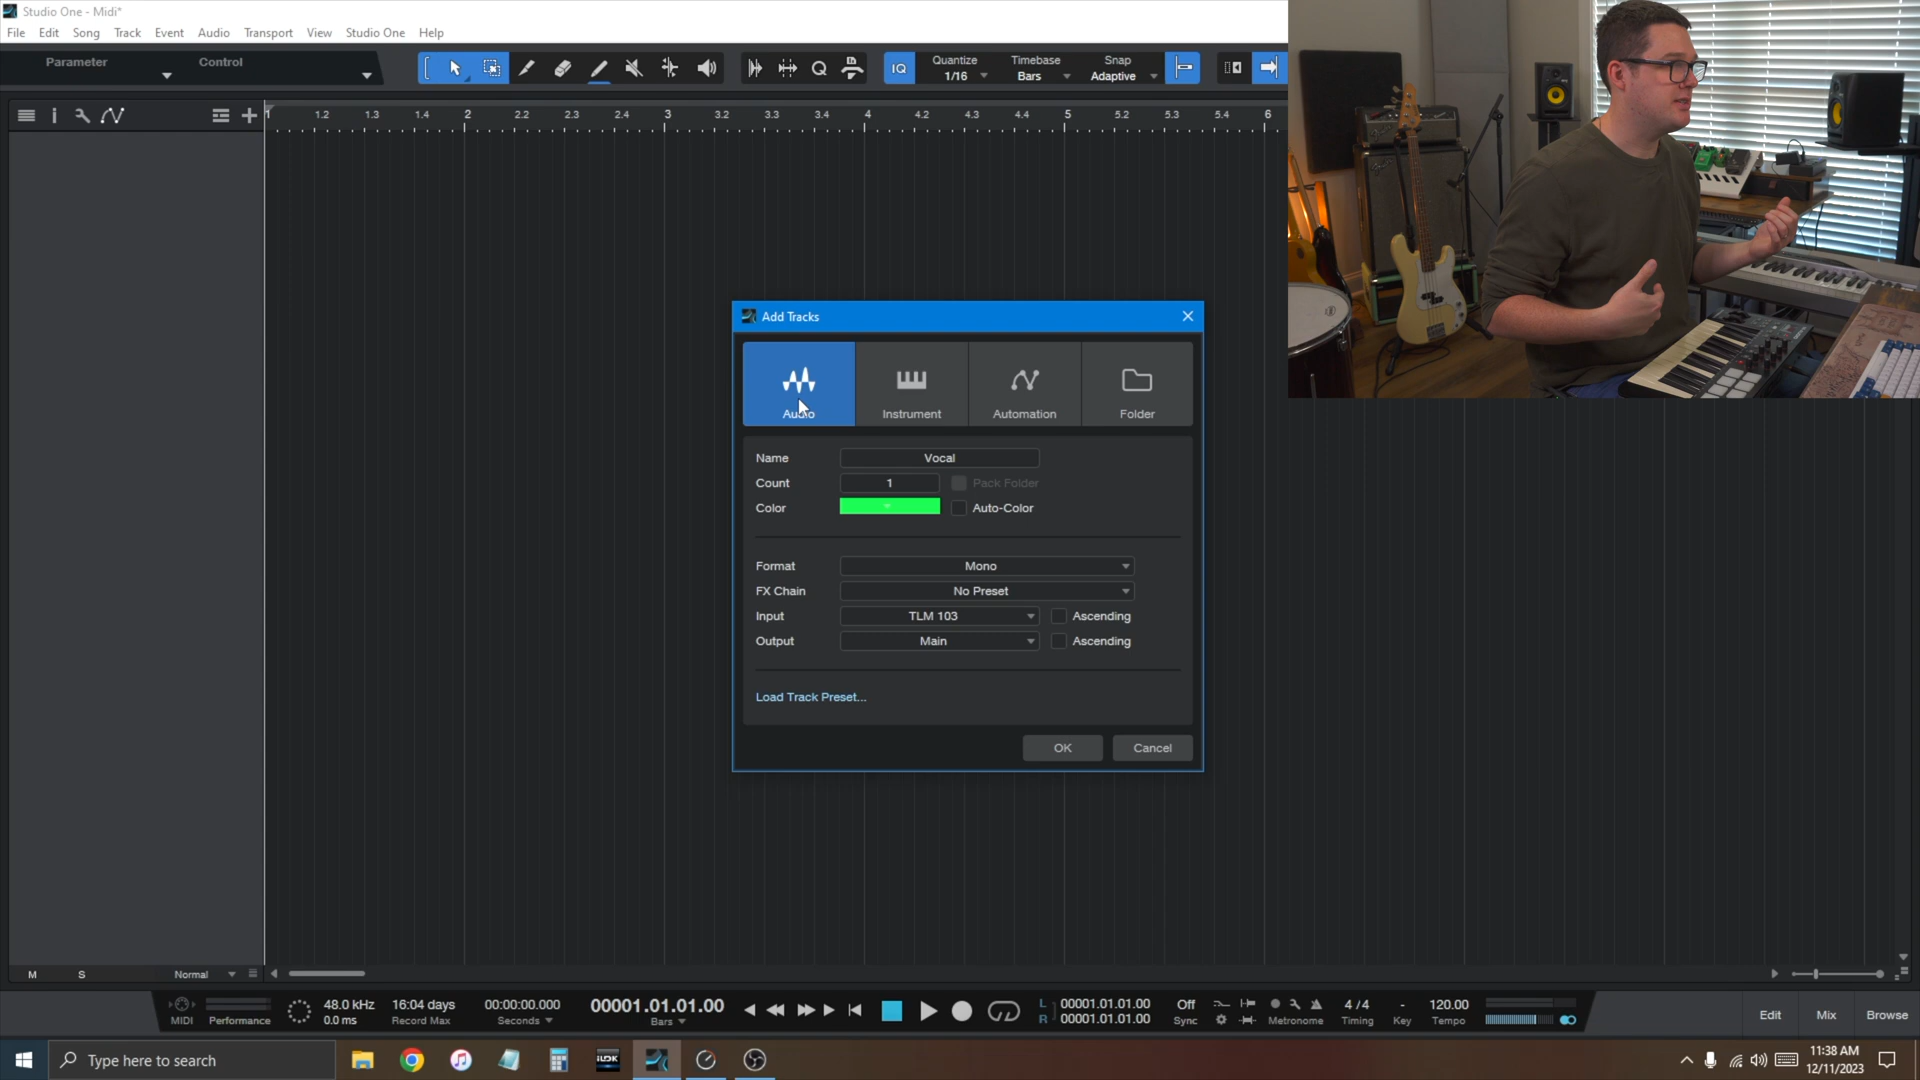 Studio One - Midi*
File Edit Song Track Event Audio Transport View Studio One Help
Parameter Control
IQ
Quantize 1/16
Timebase Bars
Snap Adaptive
1 1.2 1.3 1.4 2 2.2 2.3 2.4 3 3.2 3.3 3.4 4 4.2 4.3 4.4 5 5.2 5.3 5.4 6
Add Tracks
Audio Instrument Automation Folder
Name Vocal
Count 1 Pack Folder
Color Auto-Color
Format Mono
FX Chain No Preset
Input TLM 103 Ascending
Output Main Ascending
Load Track Preset...
OK Cancel
M S Normal
MIDI
Performance
48.0 kHz
0.0 ms
16:04 days
Record Max
00:00:00.000
Seconds
00001.01.01.00
Bars
L 00001.01.01.00
R 00001.01.01.00
Off
Sync
Metronome
4 / 4
Timing
-
Key
120.00
Tempo
Edit Mix Browse
Type here to search
11:38 AM
12/11/2023